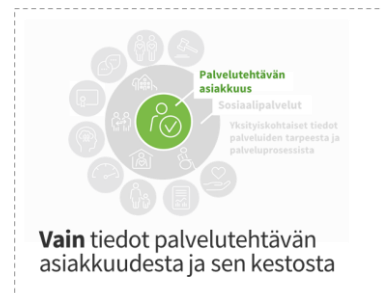 Palvelutehtävän
asiakkuus
Sosiaalipalvelut
Yksityiskohtaiset tiedot
palveluiden tarpeesta ja
palveluprosessista
Vain tiedot palvelutehtävän
asiakkuudesta ja sen kestosta